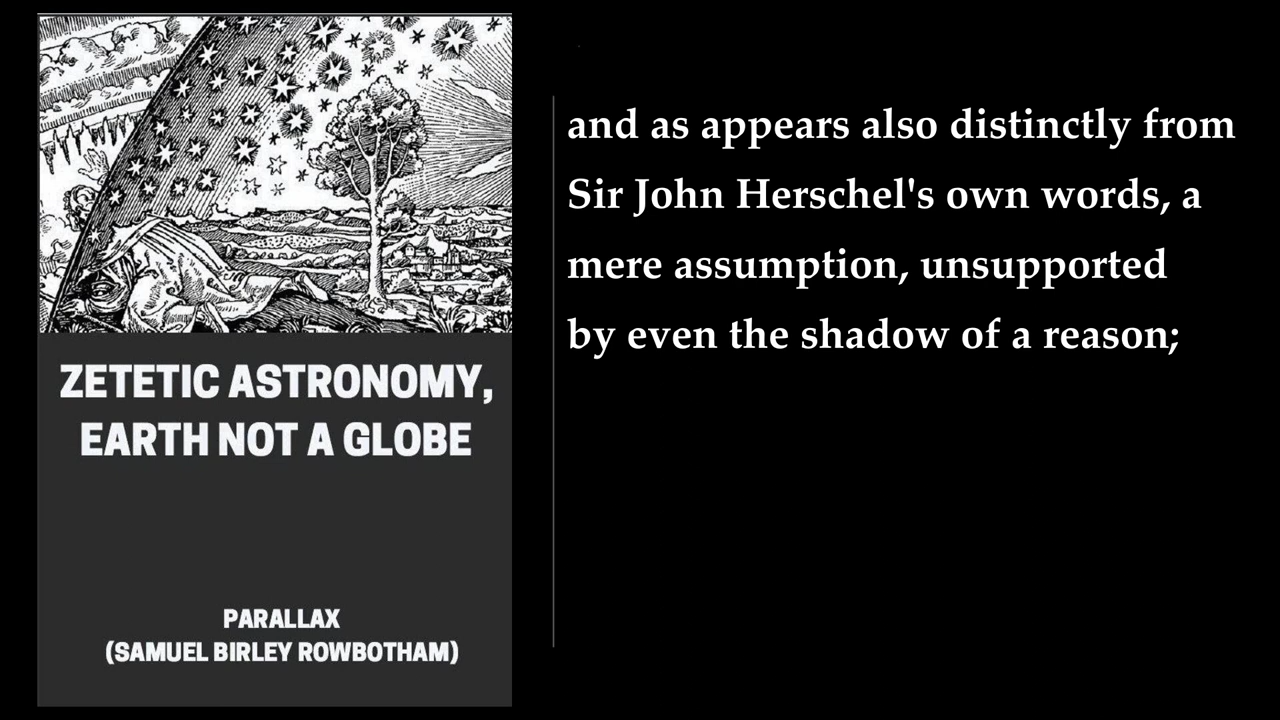 ZETETIC ASTRONOMY,
EARTH NOT A GLOBE
PARALLAX
(SAMUEL BIRLEY ROWBOTHAM)
and as appears also distinctly from
Sir John Herschel's own words, a
mere assumption, unsupported
by even the shadow of a reason;